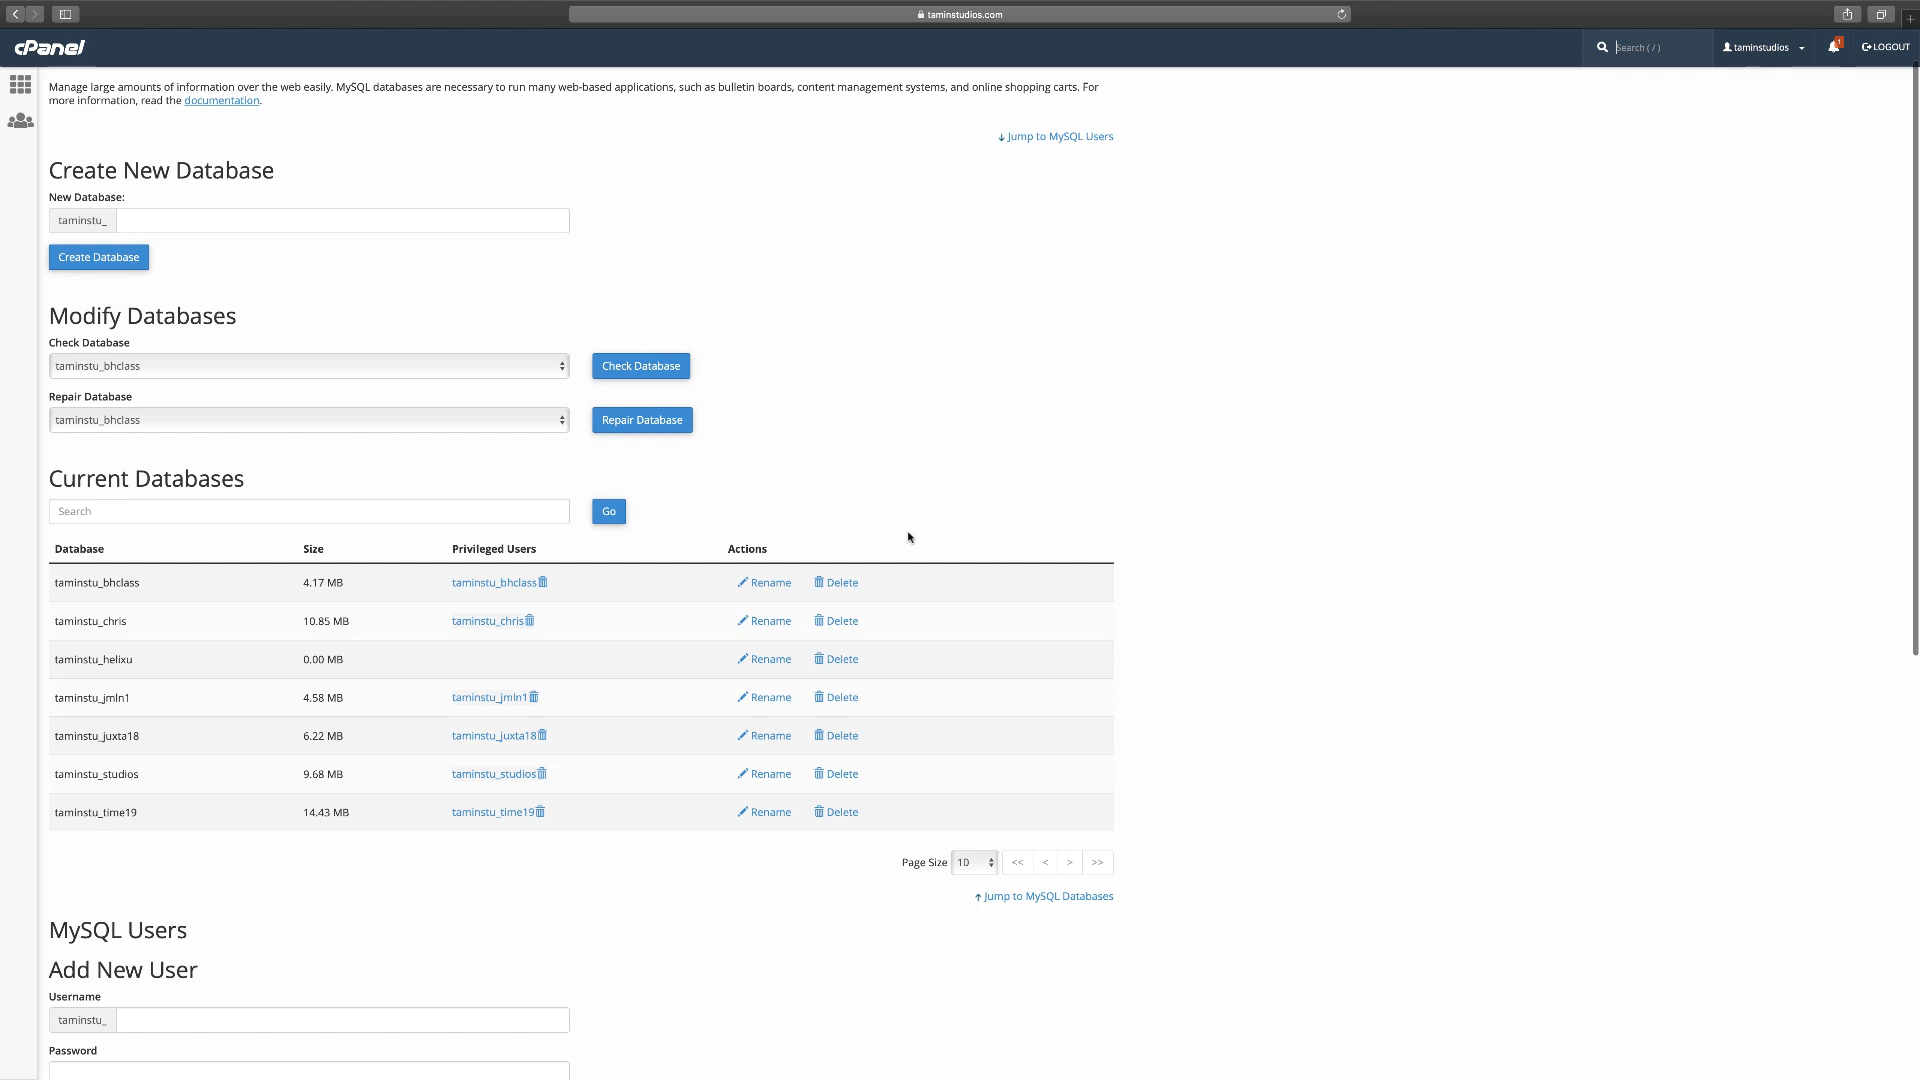 taminstudios.com
cPanel
Search ( / )
taminstudios
1
LOGOUT
Manage large amounts of information over the web easily. MySQL databases are necessary to run many web-based applications, such as bulletin boards, content management systems, and online shopping carts. For
more information, read the documentation.
Jump to MySQL Users
Create New Database
New Database:
taminstu_
Create Database
Modify Databases
Check Database
taminstu_bhclass
Check Database
Repair Database
taminstu_bhclass
Repair Database
Current Databases
Search
Go
Database Size Privileged Users Actions
taminstu_bhclass 4.17 MB taminstu_bhclass Rename Delete
taminstu_chris 10.85 MB taminstu_chris Rename Delete
taminstu_helixu 0.00 MB Rename Delete
taminstu_jmln1 4.58 MB taminstu_jmln1 Rename Delete
taminstu_juxta18 6.22 MB taminstu_juxta18 Rename Delete
taminstu_studios 9.68 MB taminstu_studios Rename Delete
taminstu_time19 14.43 MB taminstu_time19 Rename Delete
Page Size 10 << < > >>
Jump to MySQL Databases
MySQL Users
Add New User
Username
taminstu_
Password